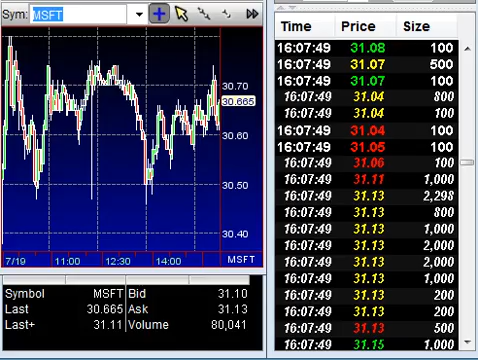 Sym: MSFT
30.70
30.665
30.60
30.50
30.40
7/19 11:00 12:30 14:00 MSFT
Symbol MSFT Bid 31.10
Last 30.665 Ask 31.13
Last+ 31.11 Volume 80,041
Time Price Size
16:07:49 31.08 100
16:07:49 31.07 500
16:07:49 31.07 100
16:07:49 31.04 800
16:07:49 31.04 100
16:07:49 31.04 100
16:07:49 31.05 100
16:07:49 31.06 100
16:07:49 31.11 1,000
16:07:49 31.13 2,298
16:07:49 31.13 800
16:07:49 31.13 1,000
16:07:49 31.13 2,000
16:07:49 31.13 2,000
16:07:49 31.13 1,000
16:07:49 31.13 200
16:07:49 31.13 200
16:07:49 31.13 500
16:07:49 31.15 1,000